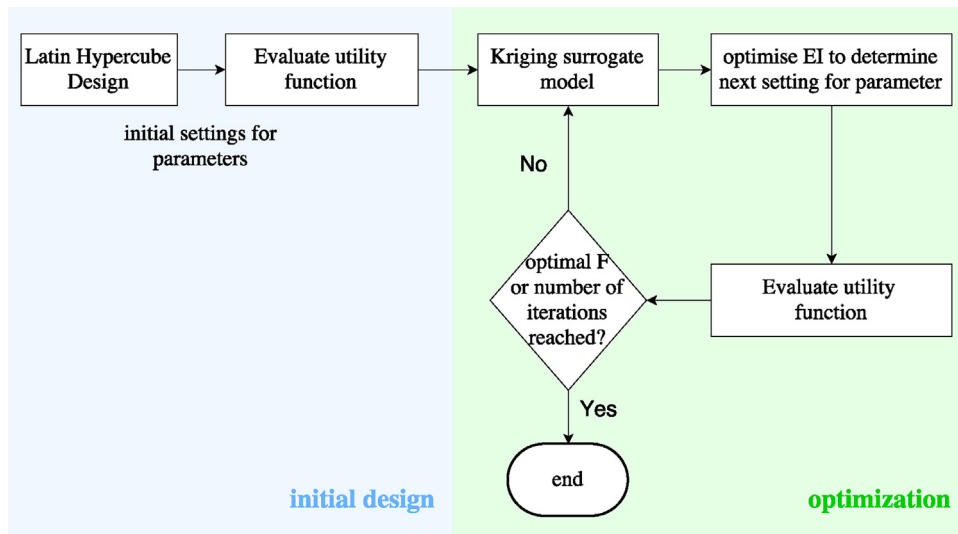 Latin Hypercube
Design
Evaluate utility
function
Kriging surrogate
model
optimise EI to determine
next setting for parameter
initial settings for
parameters
No
optimal F
or number of
iterations
reached?
Evaluate utility
function
Yes
end
initial design
optimization